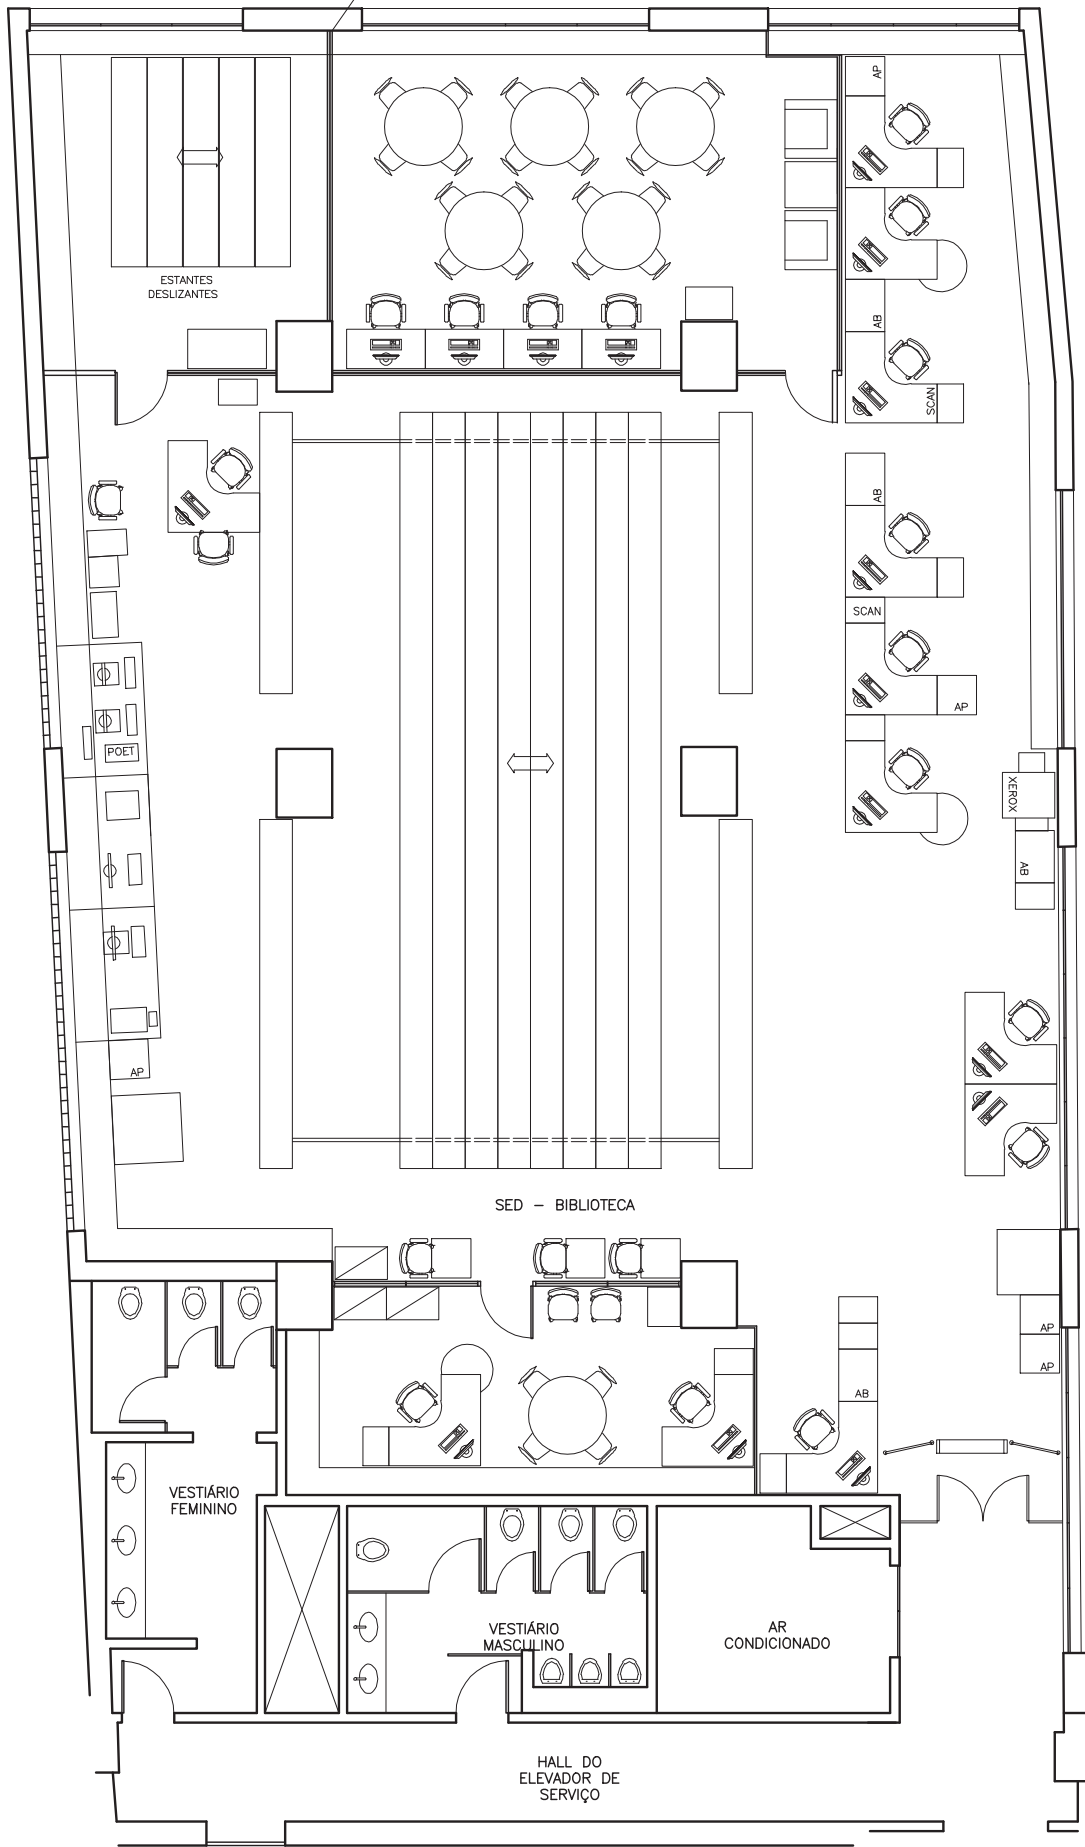 AP
ESTANTES
DESLIZANTES
AB
SCAN
AB
SCAN
AP
POET
XEROX
AB
AP
SED – BIBLIOTECA
AP
AP
AB
VESTIÁRIO
FEMININO
VESTIÁRIO
MASCULINO
AR
CONDICIONADO
HALL DO
ELEVADOR DE
SERVIÇO